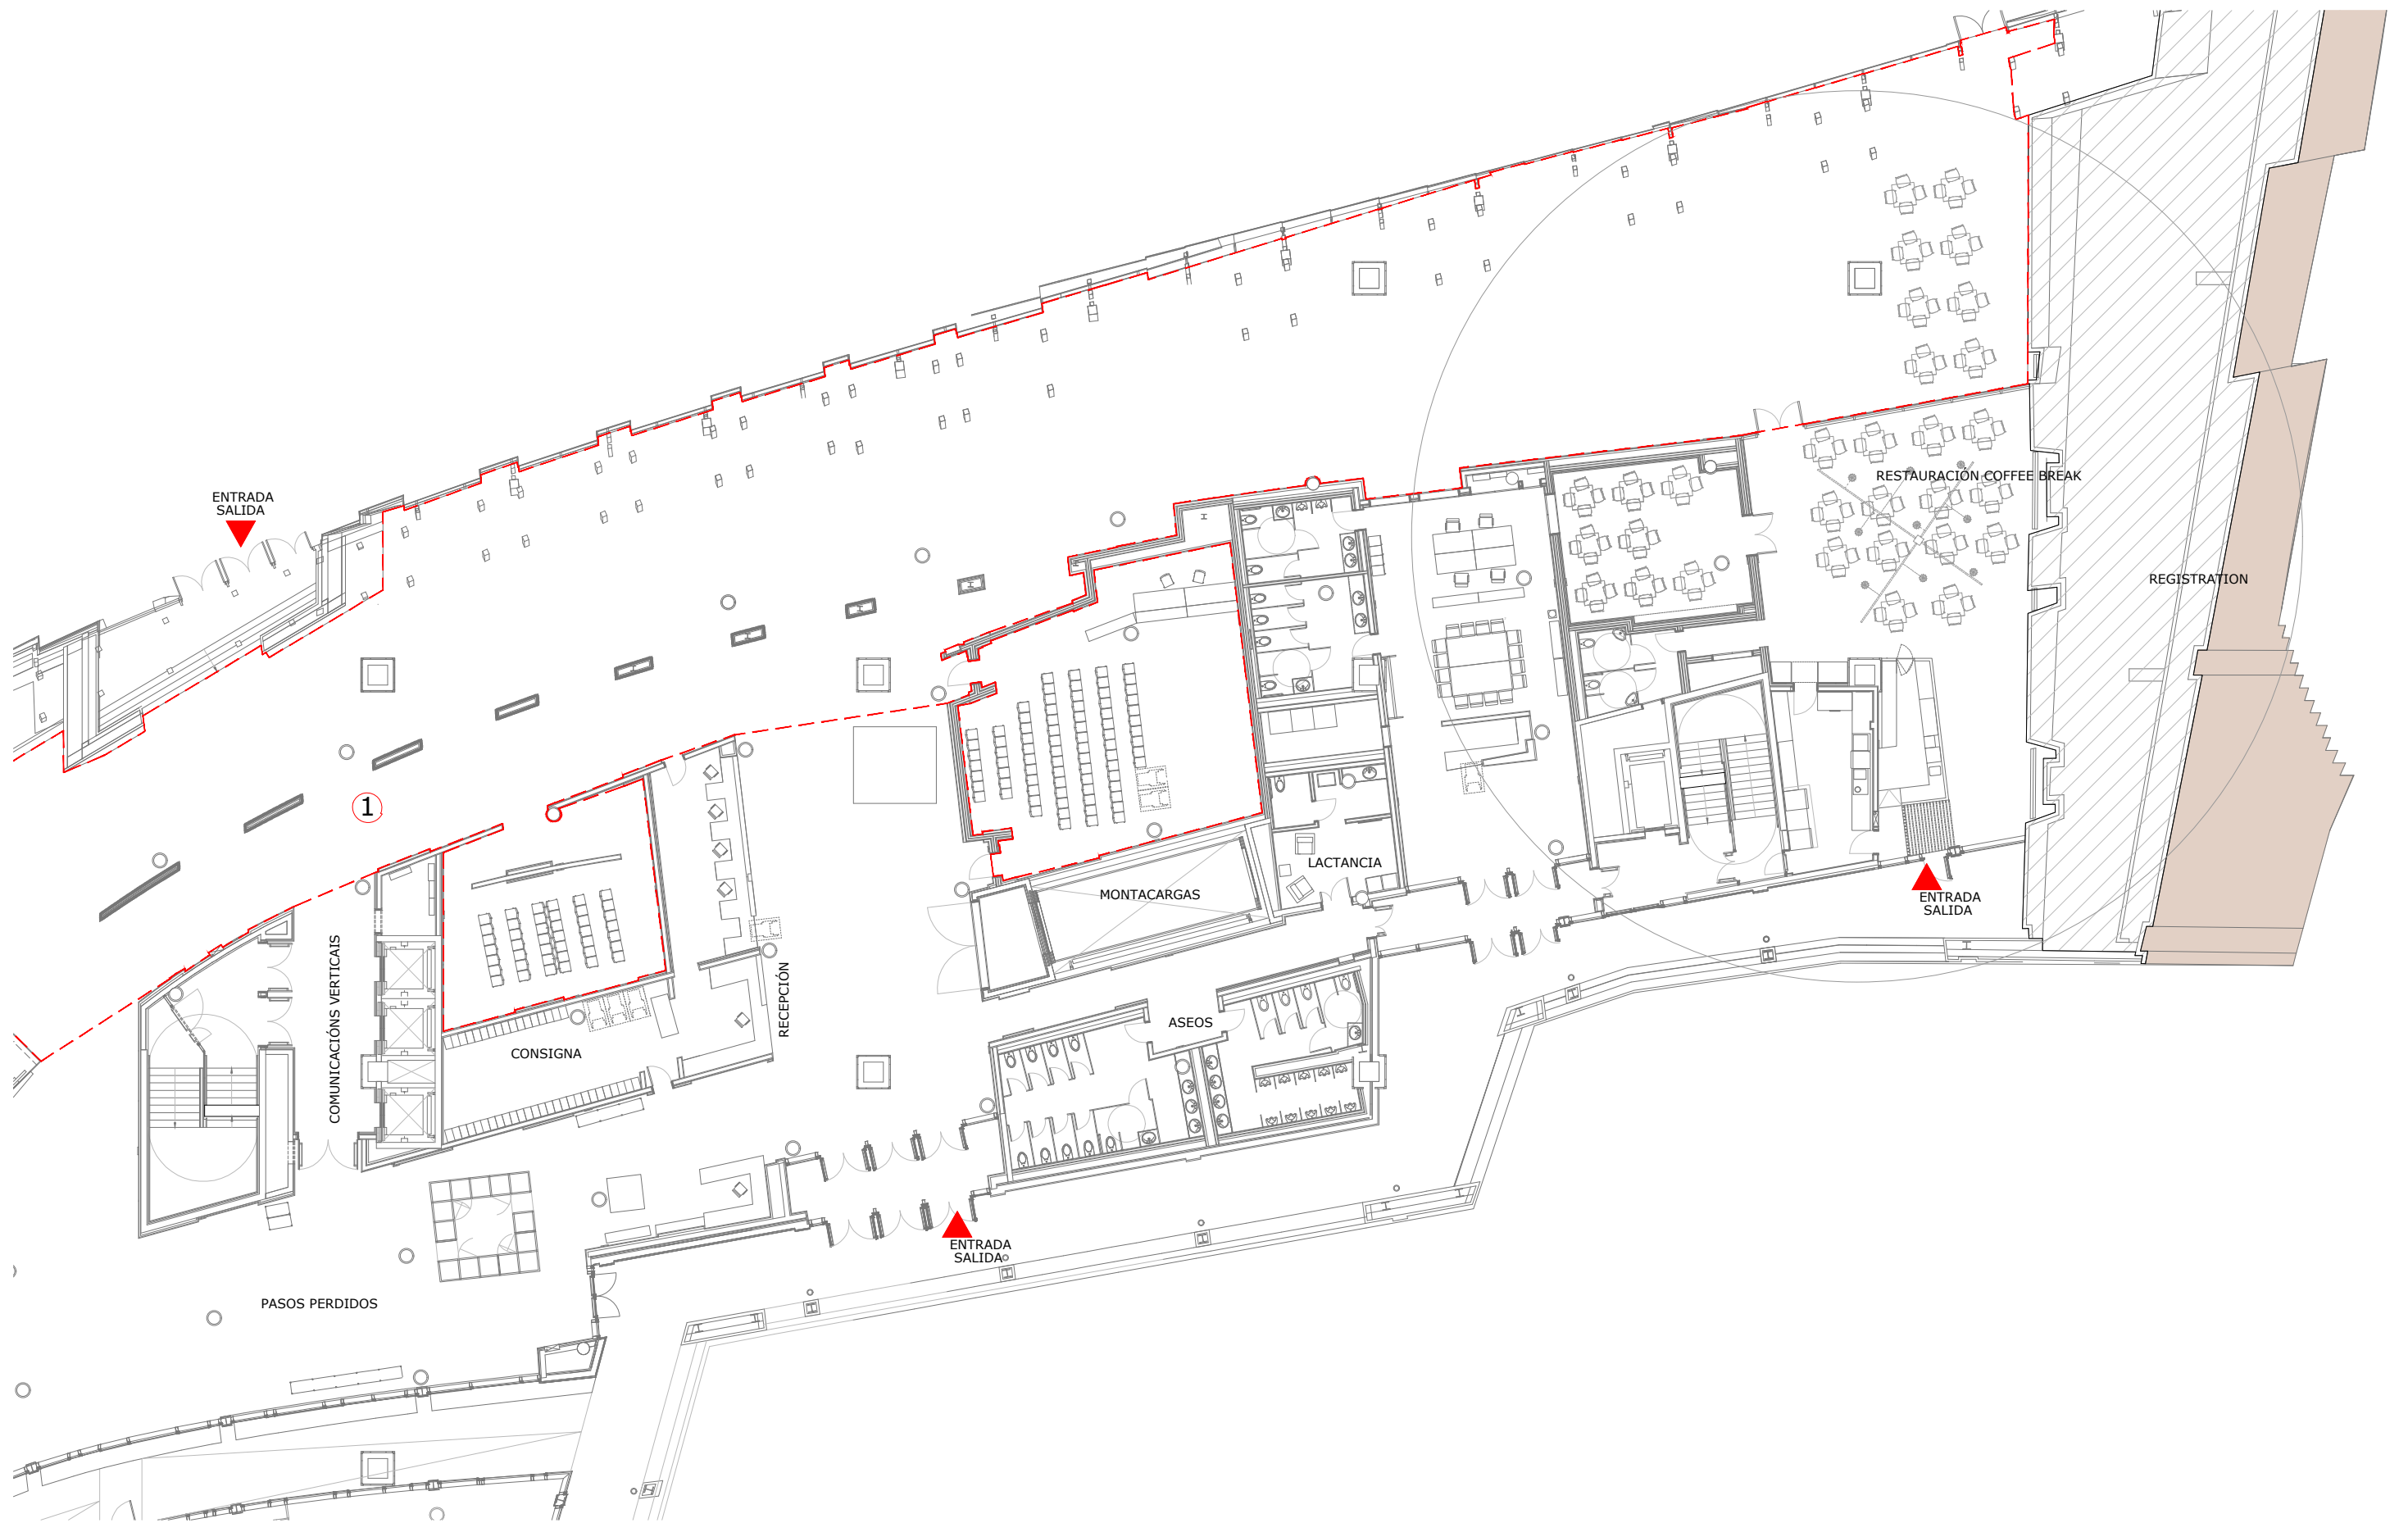 ENTRADA
SALIDA
RESTAURACIÓN COFFEE BREAK
REGISTRATION
1
LACTANCIA
MONTACARGAS
ENTRADA
SALIDA
COMUNICACIÓNS VERTICAIS
RECEPCIÓN
ASEOS
CONSIGNA
ENTRADA
SALIDA
PASOS PERDIDOS